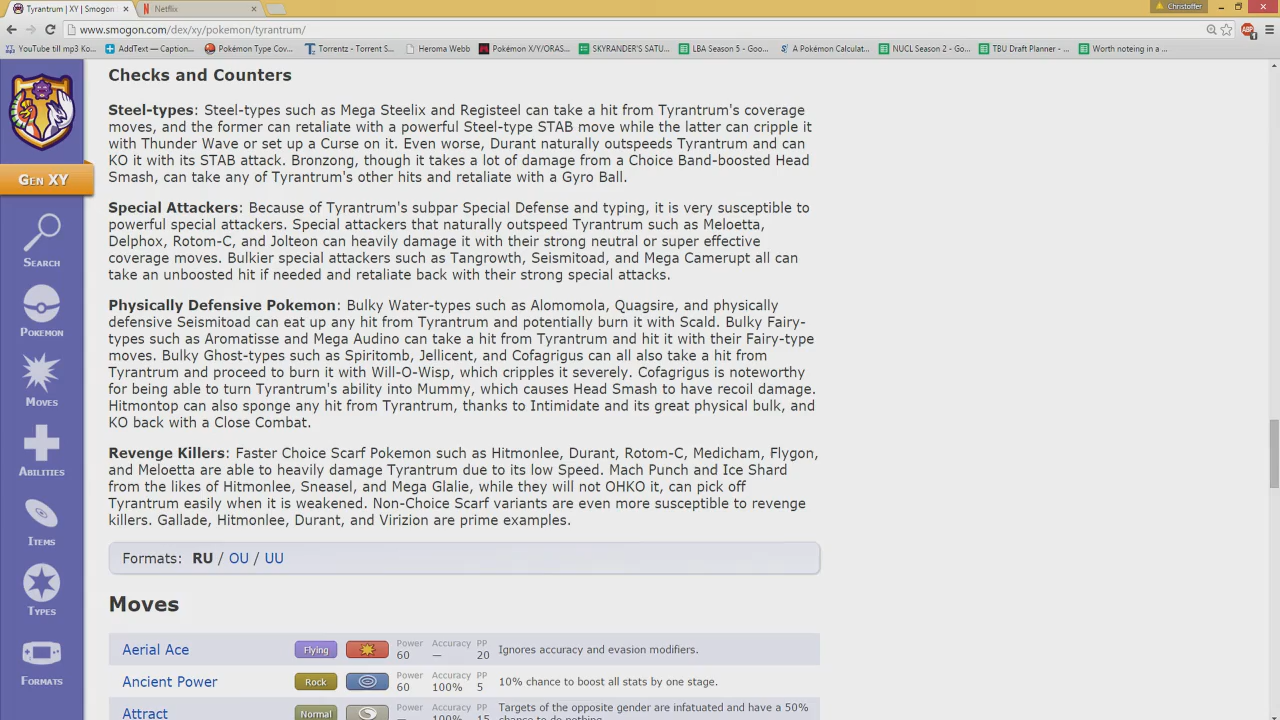 Tyrantrum | XY | Smogon
Netflix
Christoffer
www.smogon.com/dex/xy/pokemon/tyrantrum/
YouTube till mp3 Ko...
AddText — Caption...
Pokémon Type Cov...
Torrentz - Torrent S...
Heroma Webb
Pokémon X/Y/ORAS...
SKYRANDER'S SATU...
LBA Season 5 - Goo...
A Pokémon Calculat...
NUCL Season 2 - Go...
TBU Draft Planner - ...
Worth noteing in a ...
Checks and Counters
Steel-types: Steel-types such as Mega Steelix and Registeel can take a hit from Tyrantrum's coverage
moves, and the former can retaliate with a powerful Steel-type STAB move while the latter can cripple it
with Thunder Wave or set up a Curse on it. Even worse, Durant naturally outspeeds Tyrantrum and can
KO it with its STAB attack. Bronzong, though it takes a lot of damage from a Choice Band-boosted Head
Smash, can take any of Tyrantrum's other hits and retaliate with a Gyro Ball.
Special Attackers: Because of Tyrantrum's subpar Special Defense and typing, it is very susceptible to
powerful special attackers. Special attackers that naturally outspeed Tyrantrum such as Meloetta,
Delphox, Rotom-C, and Jolteon can heavily damage it with their strong neutral or super effective
coverage moves. Bulkier special attackers such as Tangrowth, Seismitoad, and Mega Camerupt all can
take an unboosted hit if needed and retaliate back with their strong special attacks.
Physically Defensive Pokemon: Bulky Water-types such as Alomomola, Quagsire, and physically
defensive Seismitoad can eat up any hit from Tyrantrum and potentially burn it with Scald. Bulky Fairy-
types such as Aromatisse and Mega Audino can take a hit from Tyrantrum and hit it with their Fairy-type
moves. Bulky Ghost-types such as Spiritomb, Jellicent, and Cofagrigus can all also take a hit from
Tyrantrum and proceed to burn it with Will-O-Wisp, which cripples it severely. Cofagrigus is noteworthy
for being able to turn Tyrantrum's ability into Mummy, which causes Head Smash to have recoil damage.
Hitmontop can also sponge any hit from Tyrantrum, thanks to Intimidate and its great physical bulk, and
KO back with a Close Combat.
Revenge Killers: Faster Choice Scarf Pokemon such as Hitmonlee, Durant, Rotom-C, Medicham, Flygon,
and Meloetta are able to heavily damage Tyrantrum due to its low Speed. Mach Punch and Ice Shard
from the likes of Hitmonlee, Sneasel, and Mega Glalie, while they will not OHKO it, can pick off
Tyrantrum easily when it is weakened. Non-Choice Scarf variants are even more susceptible to revenge
killers. Gallade, Hitmonlee, Durant, and Virizion are prime examples.
Formats: RU / OU / UU
Moves
Aerial Ace Flying Power 60 Accuracy — PP 20 Ignores accuracy and evasion modifiers.
Ancient Power Rock Power 60 Accuracy 100% PP 5 10% chance to boost all stats by one stage.
Attract Normal Power — Accuracy 100% PP 15 Targets of the opposite gender are infatuated and have a 50%
chance to do nothing.
GEN XY
SEARCH
POKEMON
MOVES
ABILITIES
ITEMS
TYPES
FORMATS